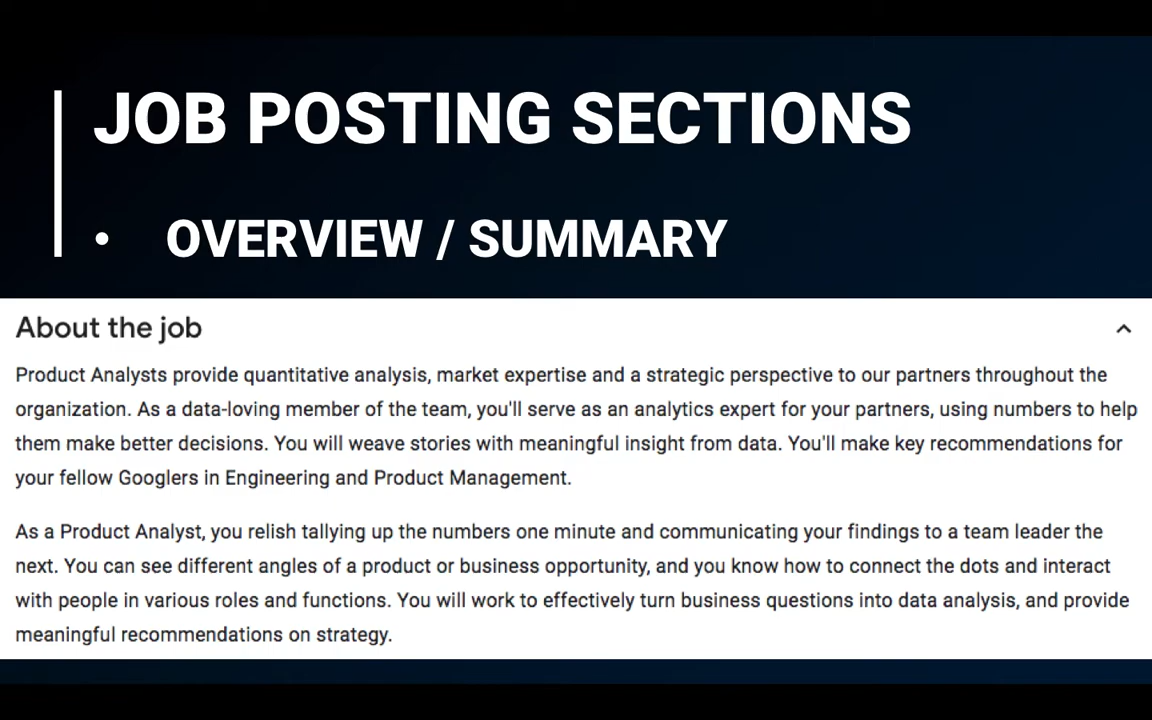 JOB POSTING SECTIONS
• OVERVIEW / SUMMARY
About the job
Product Analysts provide quantitative analysis, market expertise and a strategic perspective to our partners throughout the
organization. As a data-loving member of the team, you'll serve as an analytics expert for your partners, using numbers to help
them make better decisions. You will weave stories with meaningful insight from data. You'll make key recommendations for
your fellow Googlers in Engineering and Product Management.
As a Product Analyst, you relish tallying up the numbers one minute and communicating your findings to a team leader the
next. You can see different angles of a product or business opportunity, and you know how to connect the dots and interact
with people in various roles and functions. You will work to effectively turn business questions into data analysis, and provide
meaningful recommendations on strategy.